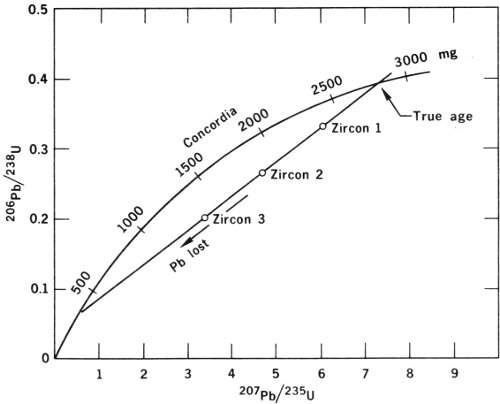 0.5
0.4
0.3
0.2
0.1
0
206Pb/238U
1 2 3 4 5 6 7 8 9
207Pb/235U
500
1000
1500
2000
2500
3000 mg
Concordia
True age
Zircon 1
Zircon 2
Zircon 3
Pb lost